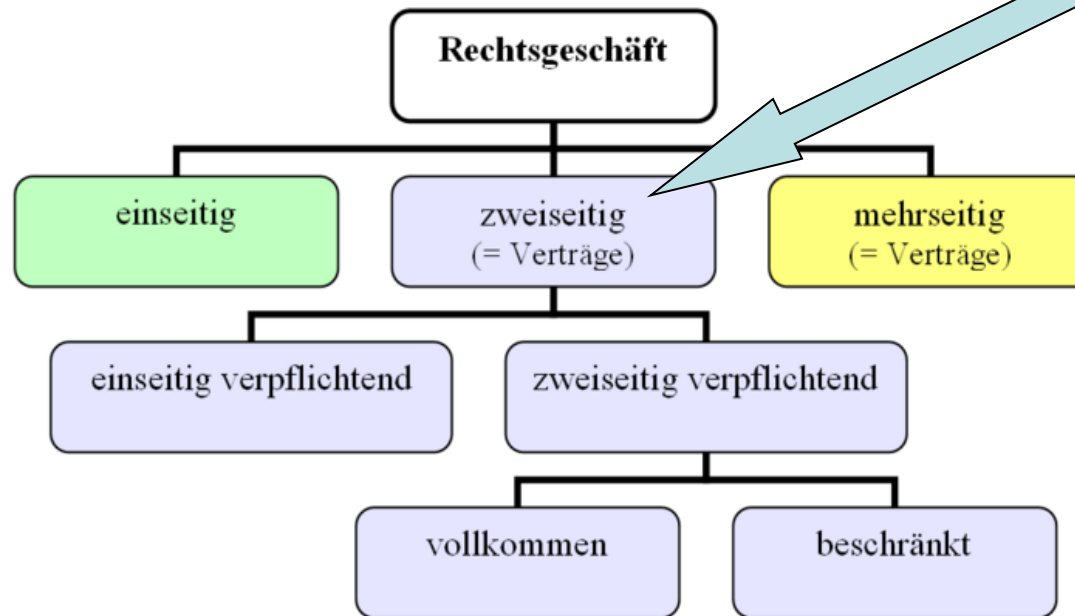 Rechtsgeschäft
einseitig
zweiseitig
(= Verträge)
mehrseitig
(= Verträge)
einseitig verpflichtend
zweiseitig verpflichtend
vollkommen
beschränkt